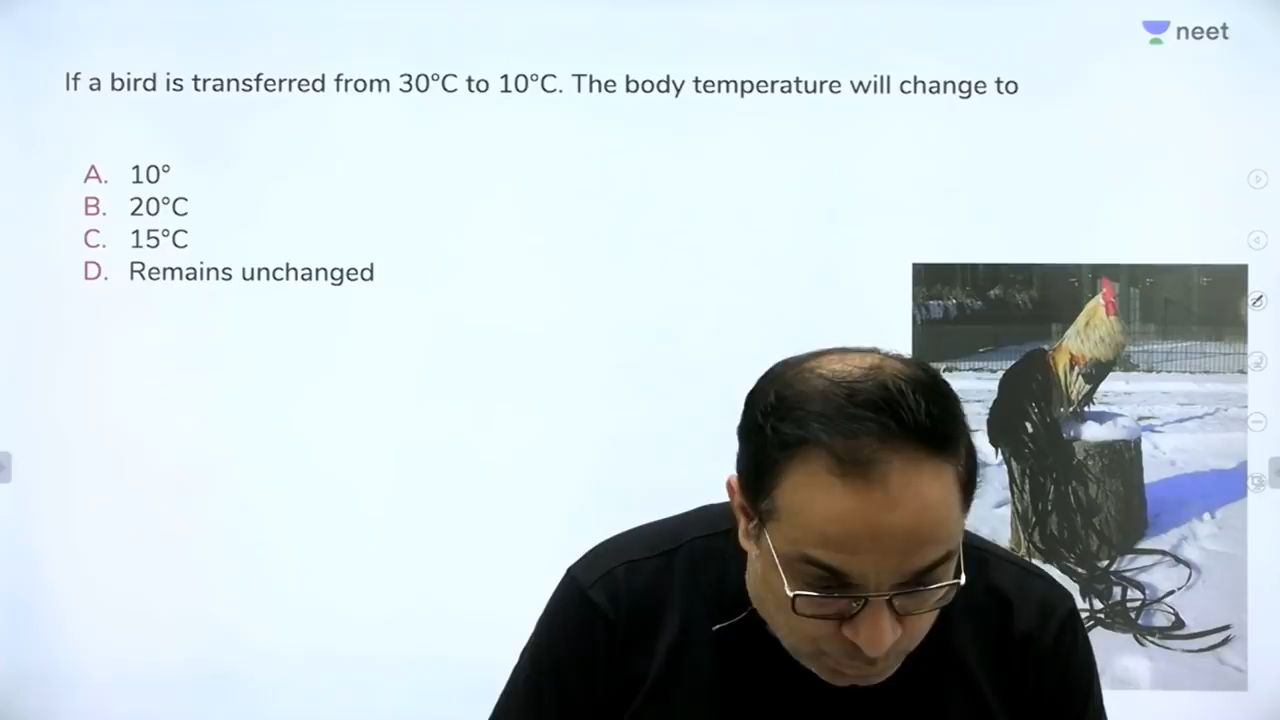 neet
If a bird is transferred from 30°C to 10°C. The body temperature will change to
A. 10°
B. 20°C
C. 15°C
D. Remains unchanged